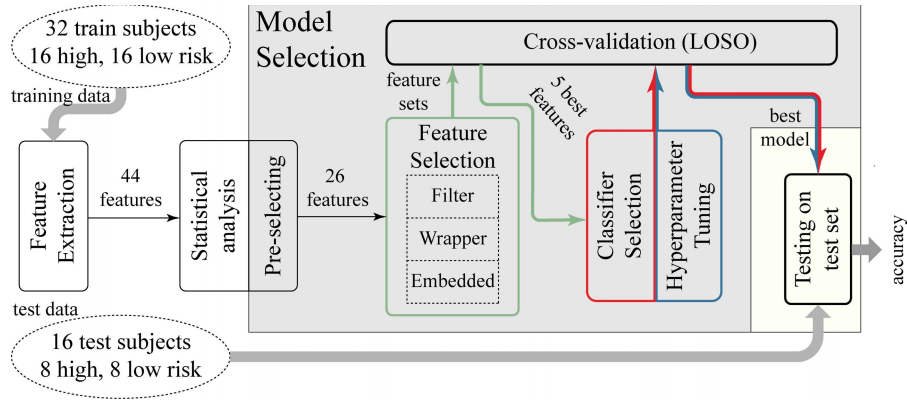 32 train subjects
16 high, 16 low risk
training data
Feature
Extraction
44
features
Statistical
analysis
Pre-selecting
26
features
Model
Selection
Cross-validation (LOSO)
feature
sets
5 best
features
Feature
Selection
Filter
Wrapper
Embedded
Classifier
Selection
Hyperparameter
Tuning
best
model
Testing on
test set
accuracy
test data
16 test subjects
8 high, 8 low risk